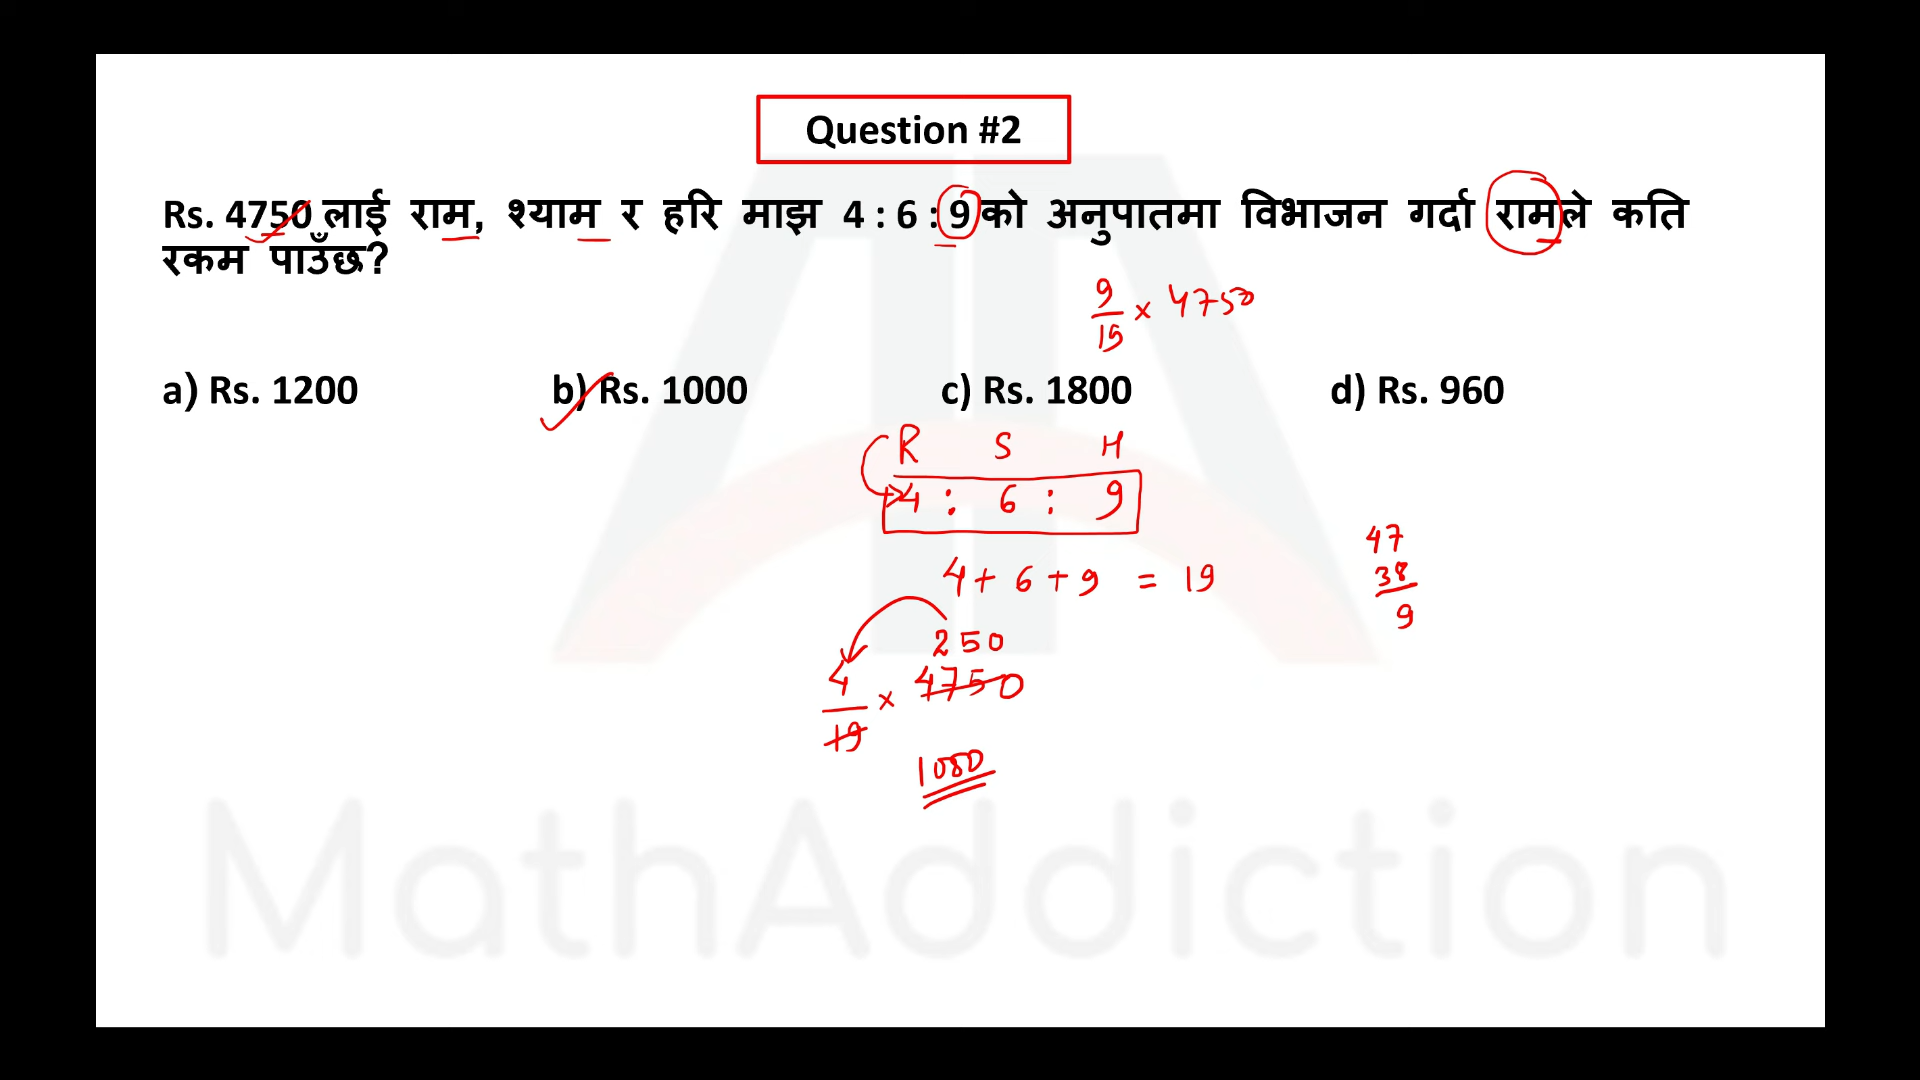 Question #2
Rs. 4750 लाई राम, श्याम र हरि माझ 4 : 6 : 9 को अनुपातमा विभाजन गर्दा रामले कति
रकम पाउँछ?
9/19 × 4750
a) Rs. 1200 b) Rs. 1000 c) Rs. 1800 d) Rs. 960
R S H
4 : 6 : 9
4 + 6 + 9 = 19
47
38
9
250
4/19 × 4750
1000
MathAddiction